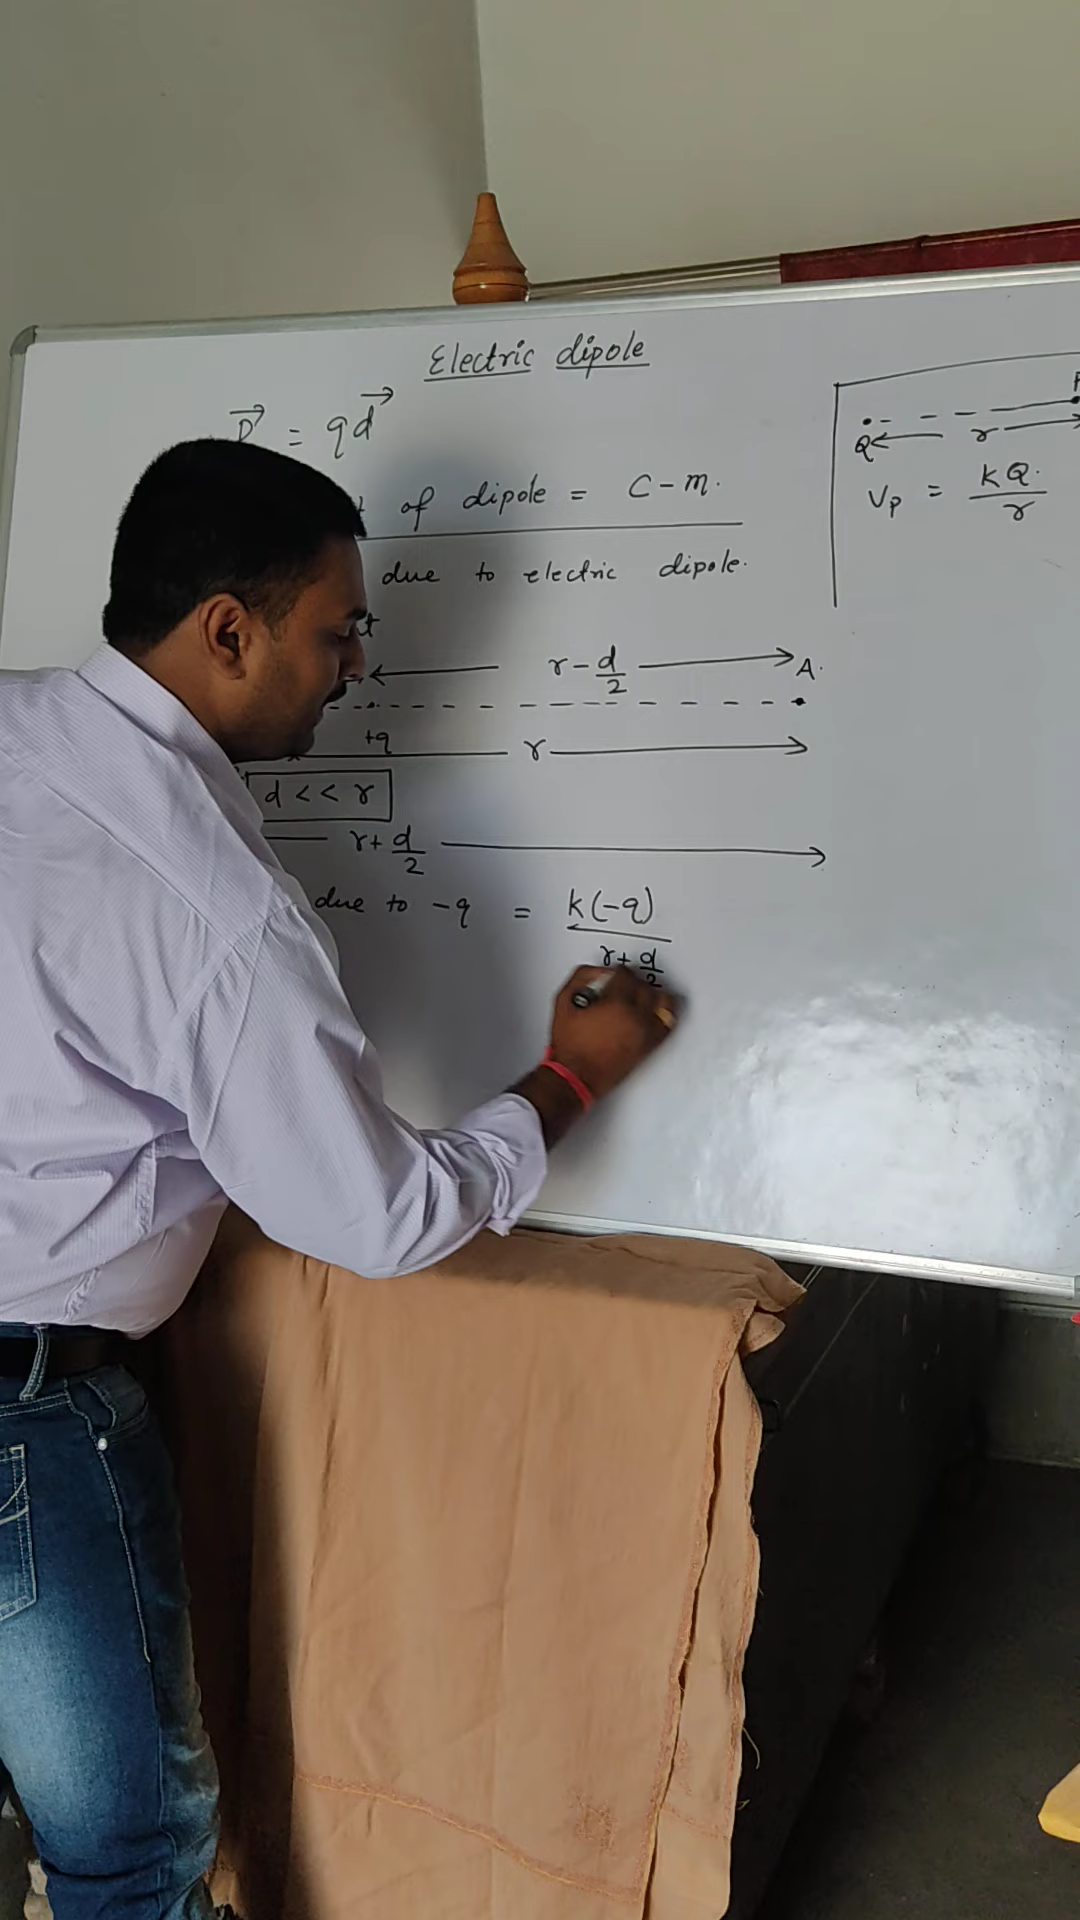 Electric dipole
P⃗ = qd⃗
of dipole = C-m.
due to electric dipole.
r - d/2 A.
+q
r
d << r
r + d/2
due to -q = k(-q) / (r + d/2)
Q r
Vp = kQ. / r